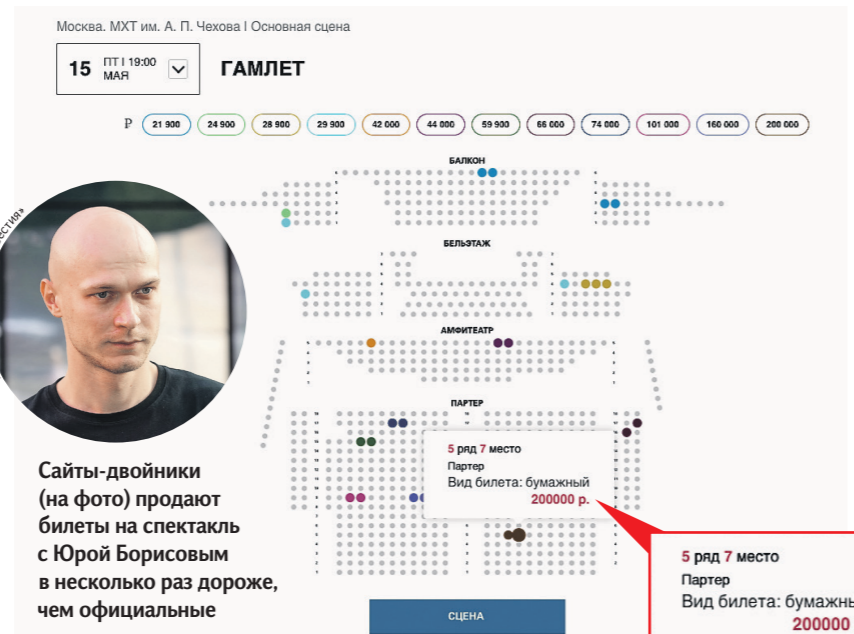 Москва. МХТ им. А. П. Чехова | Основная сцена
15 ПТ | 19:00
МАЯ
ГАМЛЕТ
₽ 21 900 24 900 28 900 29 900 42 000 44 000 59 900 66 000 74 000 101 000 160 000 200 000
БАЛКОН
БЕЛЬЭТАЖ
АМФИТЕАТР
ПАРТЕР
5 ряд 7 место
Партер
Вид билета: бумажный
200000 р.
Сайты-двойники
(на фото) продают
билеты на спектакль
с Юрой Борисовым
в несколько раз дороже,
чем официальные
5 ряд 7 место
Партер
Вид билета: бумажны
200000
СЦЕНА